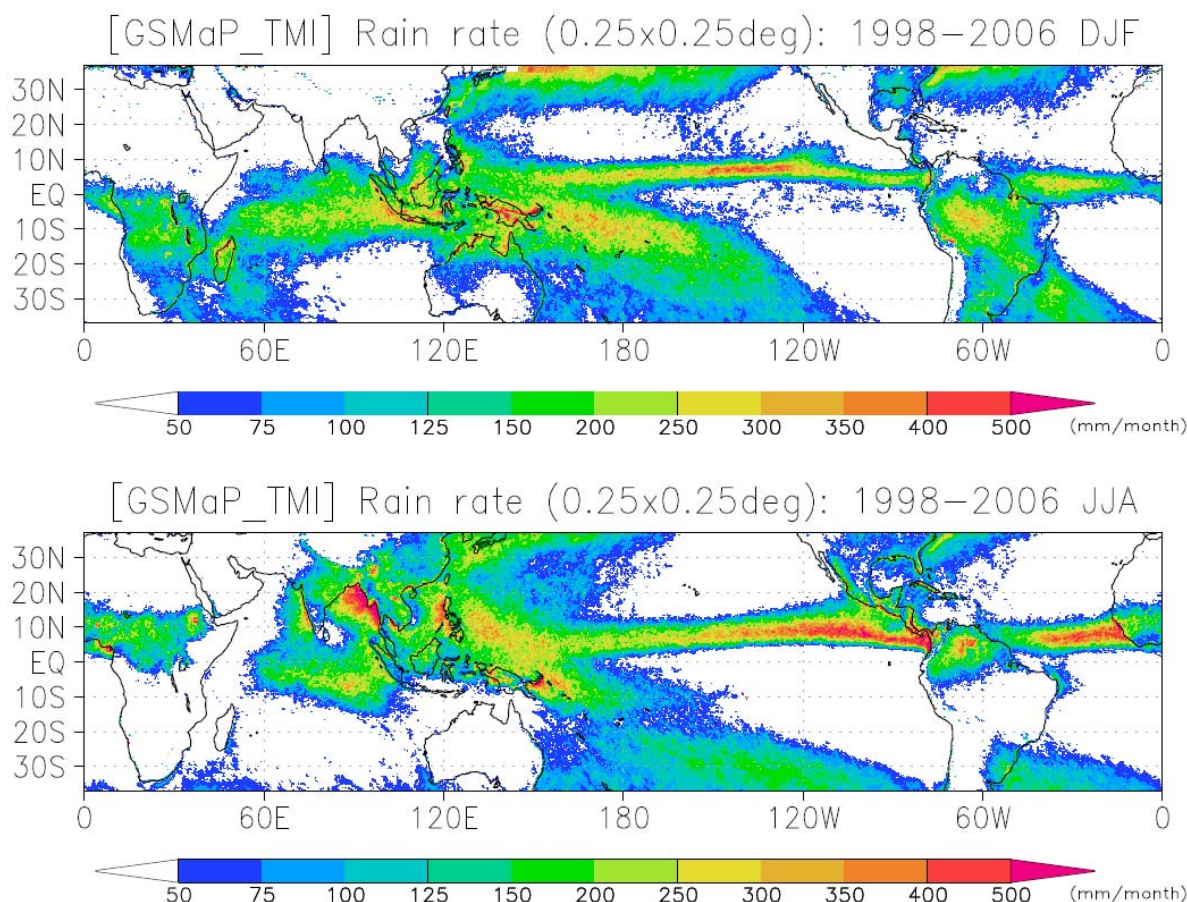 [GSMaP_TMI] Rain rate (0.25x0.25deg): 1998−2006 DJF
30N
20N
10N
EQ
10S
20S
30S
0 60E 120E 180 120W 60W 0
50 75 100 125 150 200 250 300 350 400 500 (mm/month)
[GSMaP_TMI] Rain rate (0.25x0.25deg): 1998−2006 JJA
30N
20N
10N
EQ
10S
20S
30S
0 60E 120E 180 120W 60W 0
50 75 100 125 150 200 250 300 350 400 500 (mm/month)